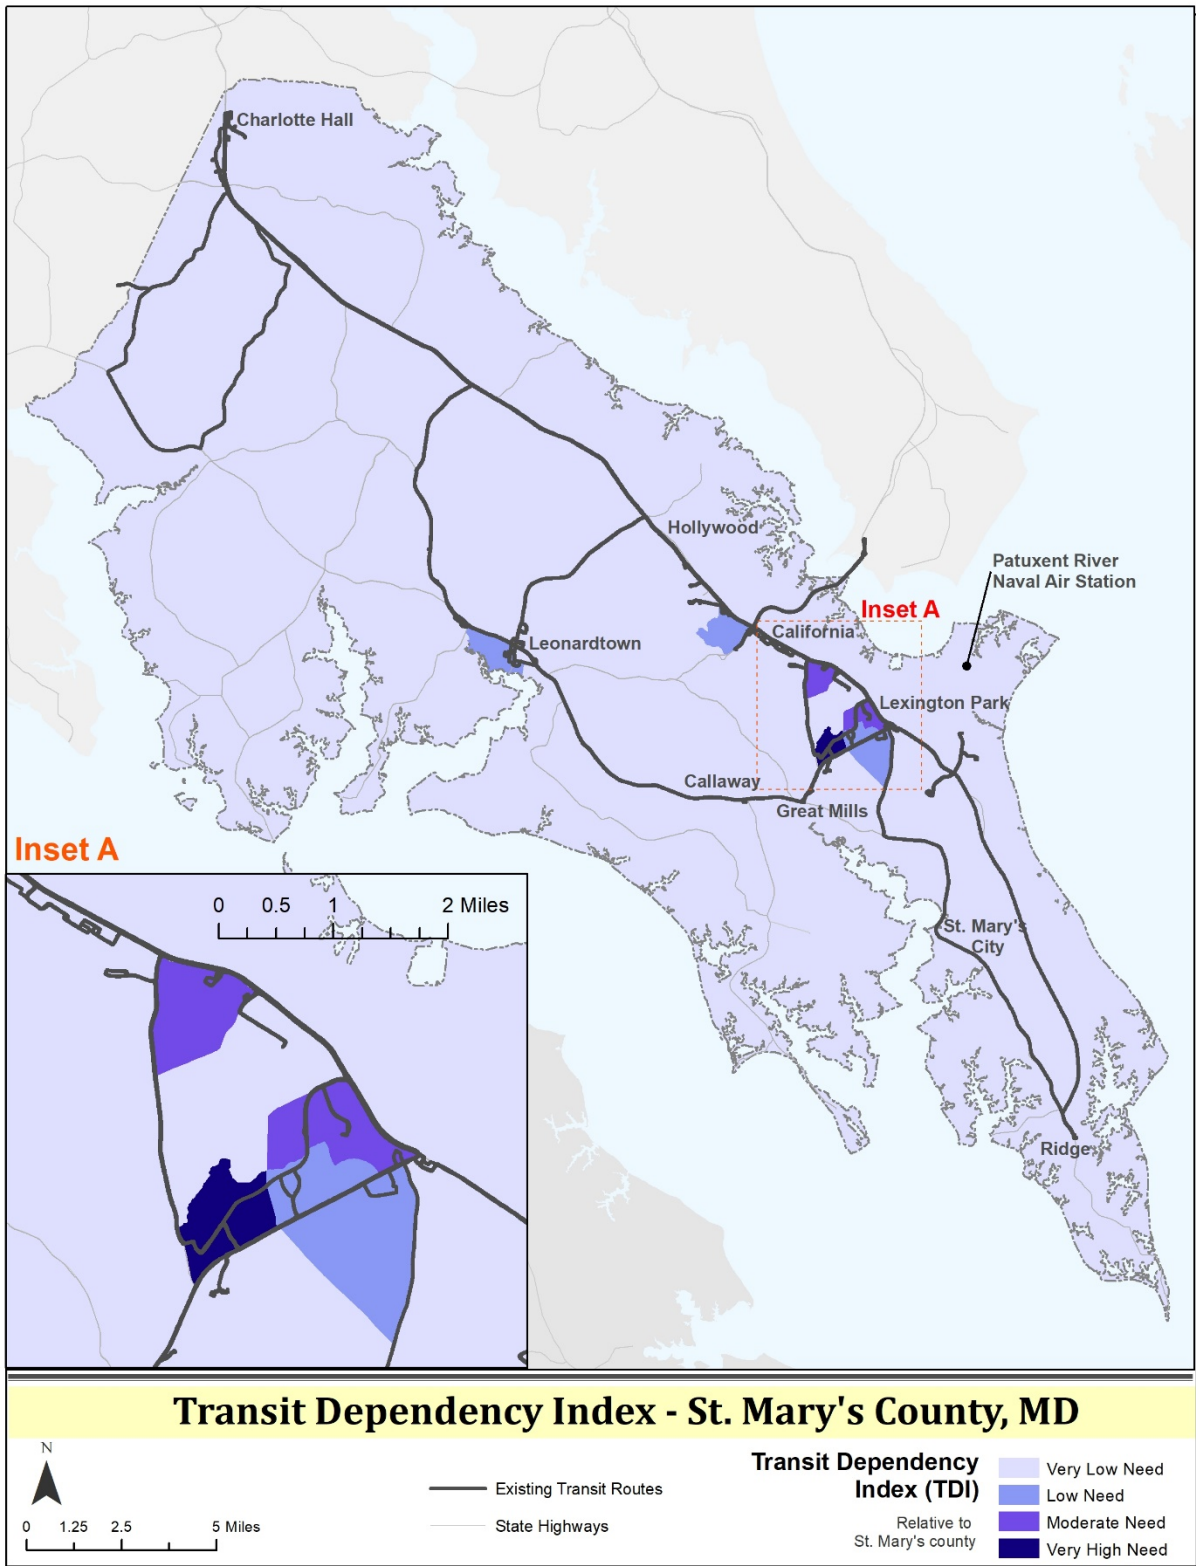 Charlotte Hall
Hollywood
Patuxent River
Naval Air Station
Inset A
California
Leonardtown
Lexington Park
Callaway
Great Mills
Inset A
0 0.5 1 2 Miles
St. Mary's
City
Ridge
Transit Dependency Index - St. Mary's County, MD
N
0 1.25 2.5 5 Miles
Existing Transit Routes
State Highways
Transit Dependency
Index (TDI)
Relative to
St. Mary's county
Very Low Need
Low Need
Moderate Need
Very High Need